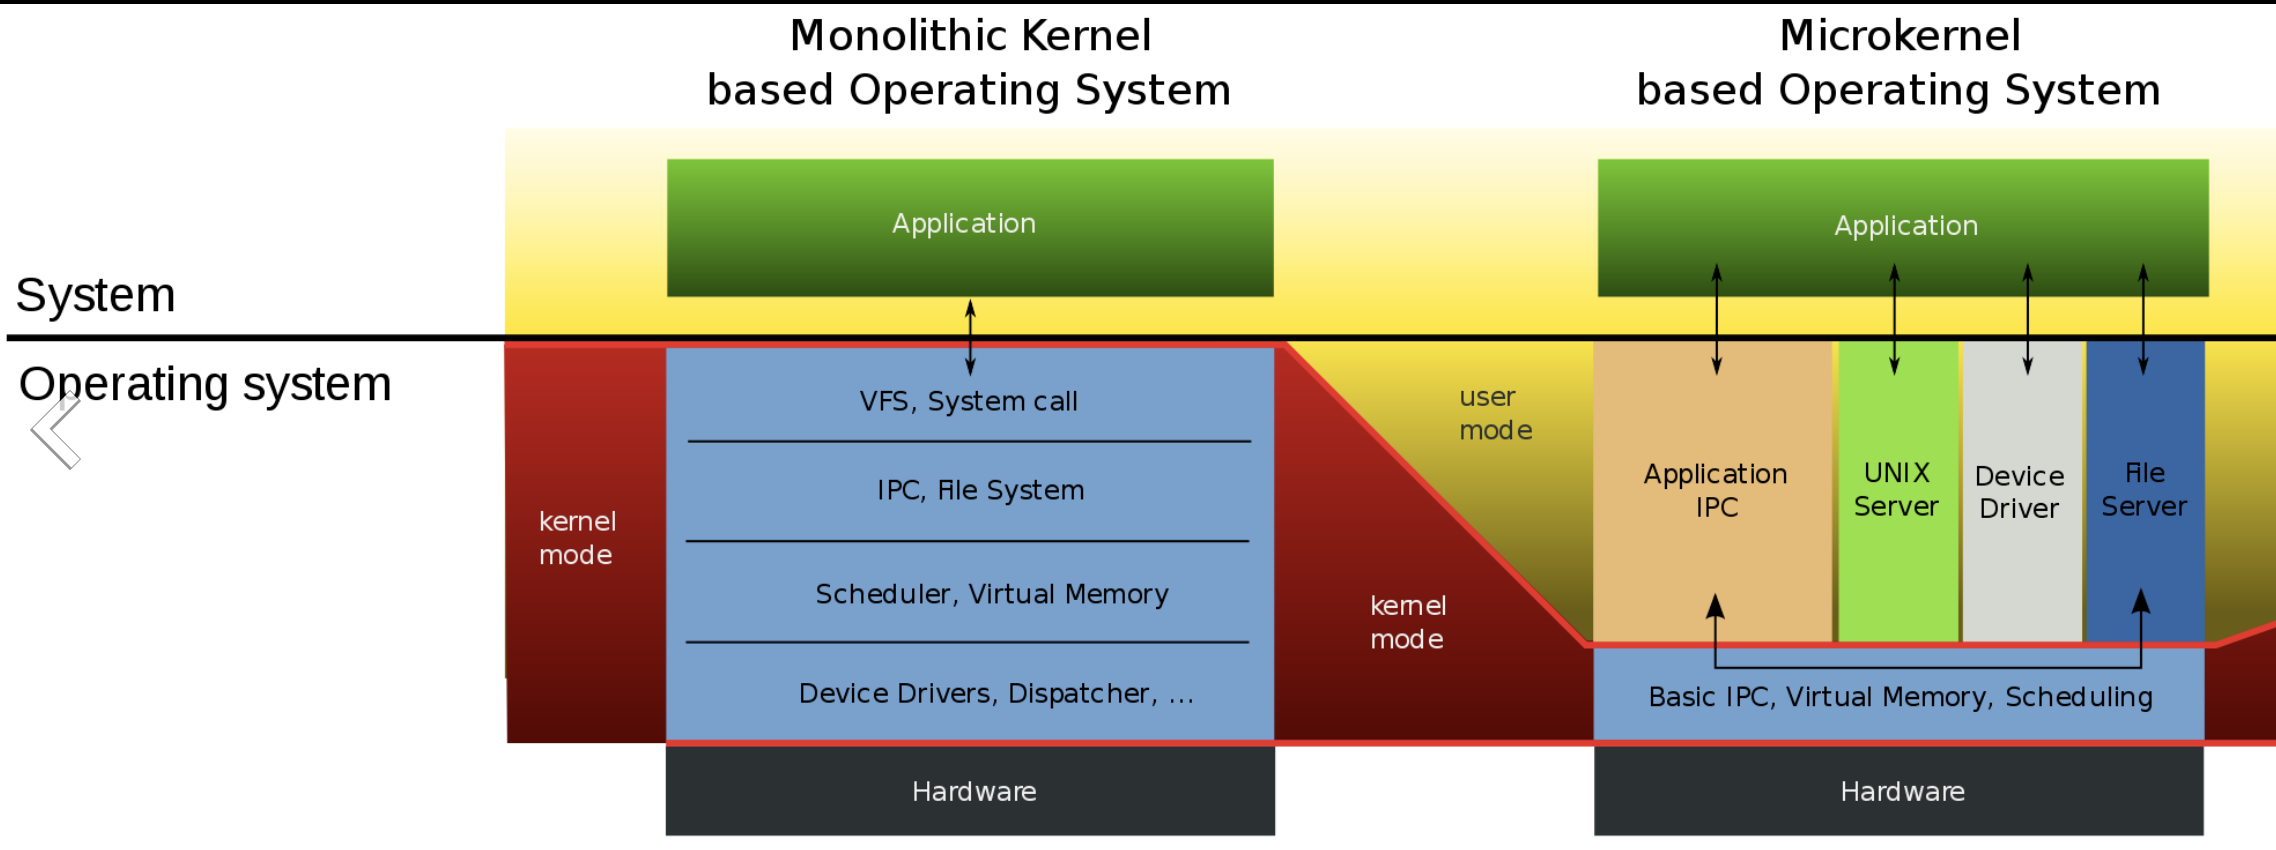 Monolithic Kernel
based Operating System
Microkernel
based Operating System
Application
Application
System
Operating system
VFS, System call
IPC, File System
Scheduler, Virtual Memory
Device Drivers, Dispatcher, ...
kernel
mode
user
mode
kernel
mode
Application
IPC
UNIX
Server
Device
Driver
File
Server
Basic IPC, Virtual Memory, Scheduling
Hardware
Hardware